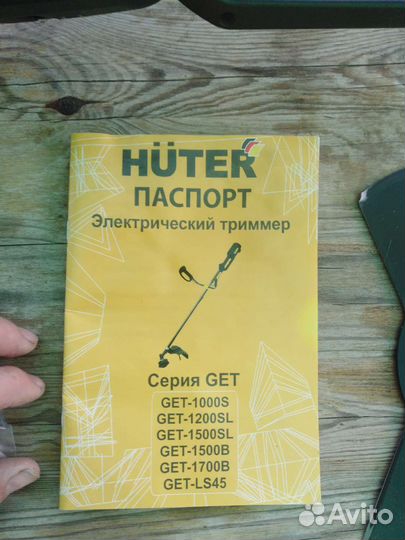 HÜTER
ПАСПОРТ
Электрический триммер
Серия GET
GET-1000S
GET-1200SL
GET-1500SL
GET-1500B
GET-1700B
GET-LS45
Avito